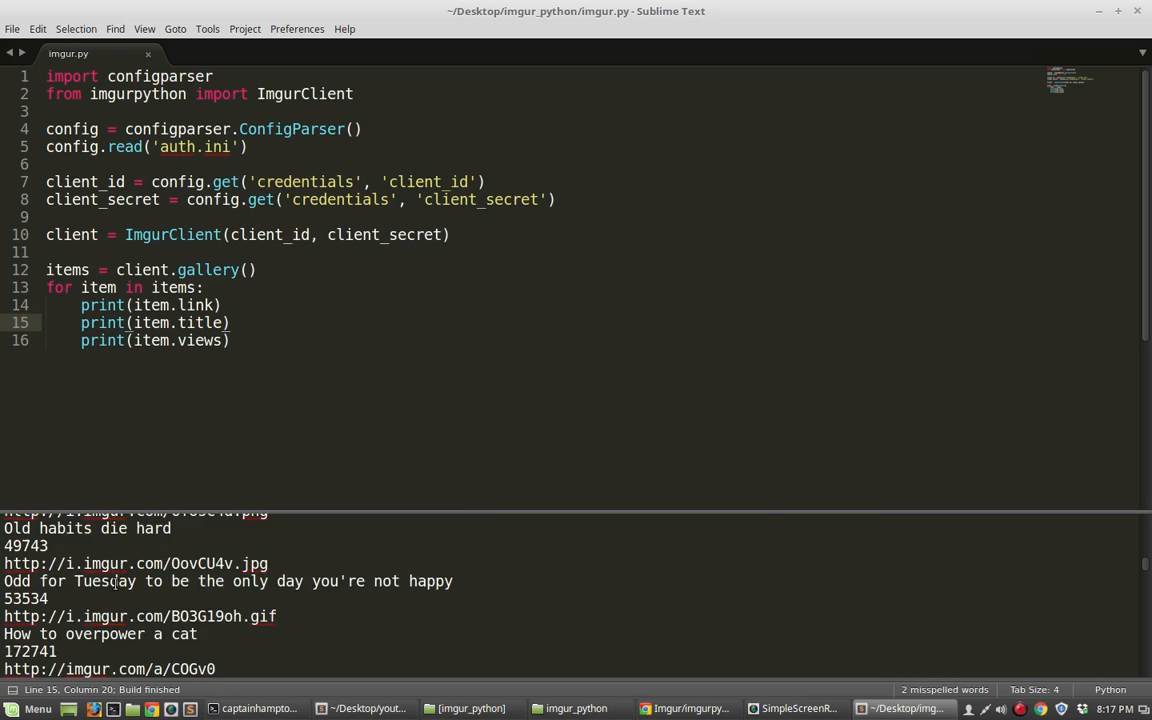 ~/Desktop/imgur_python/imgur.py - Sublime Text
File Edit Selection Find View Goto Tools Project Preferences Help
imgur.py
1 import configparser
2 from imgurpython import ImgurClient
3
4 config = configparser.ConfigParser()
5 config.read('auth.ini')
6
7 client_id = config.get('credentials', 'client_id')
8 client_secret = config.get('credentials', 'client_secret')
9
10 client = ImgurClient(client_id, client_secret)
11
12 items = client.gallery()
13 for item in items:
14 print(item.link)
15 print(item.title)
16 print(item.views)
Old habits die hard
49743
http://i.imgur.com/OovCU4v.jpg
Odd for Tuesday to be the only day you're not happy
53534
http://i.imgur.com/BO3G19oh.gif
How to overpower a cat
172741
http://imgur.com/a/COGv0
Line 15, Column 20; Build finished 2 misspelled words Tab Size: 4 Python
Menu captainhampto... ~/Desktop/yout... [imgur_python] imgur_python Imgur/imgurpy... SimpleScreenR... ~/Desktop/img... 8:17 PM